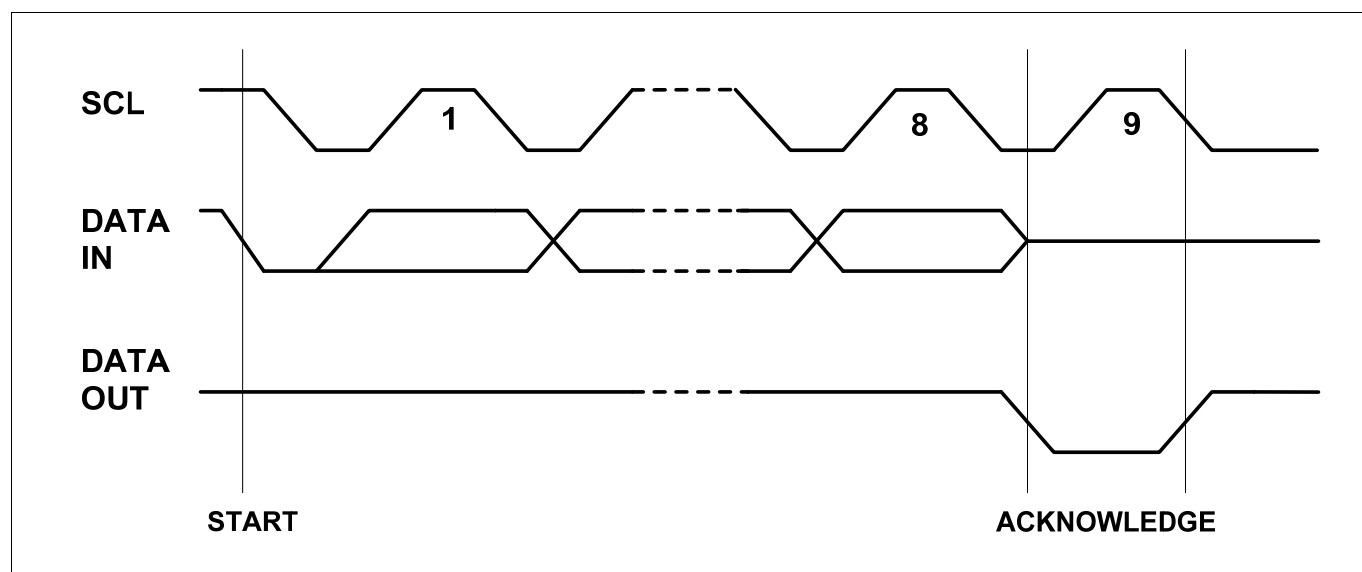 SCL
1
8
9
DATA
IN
DATA
OUT
START
ACKNOWLEDGE